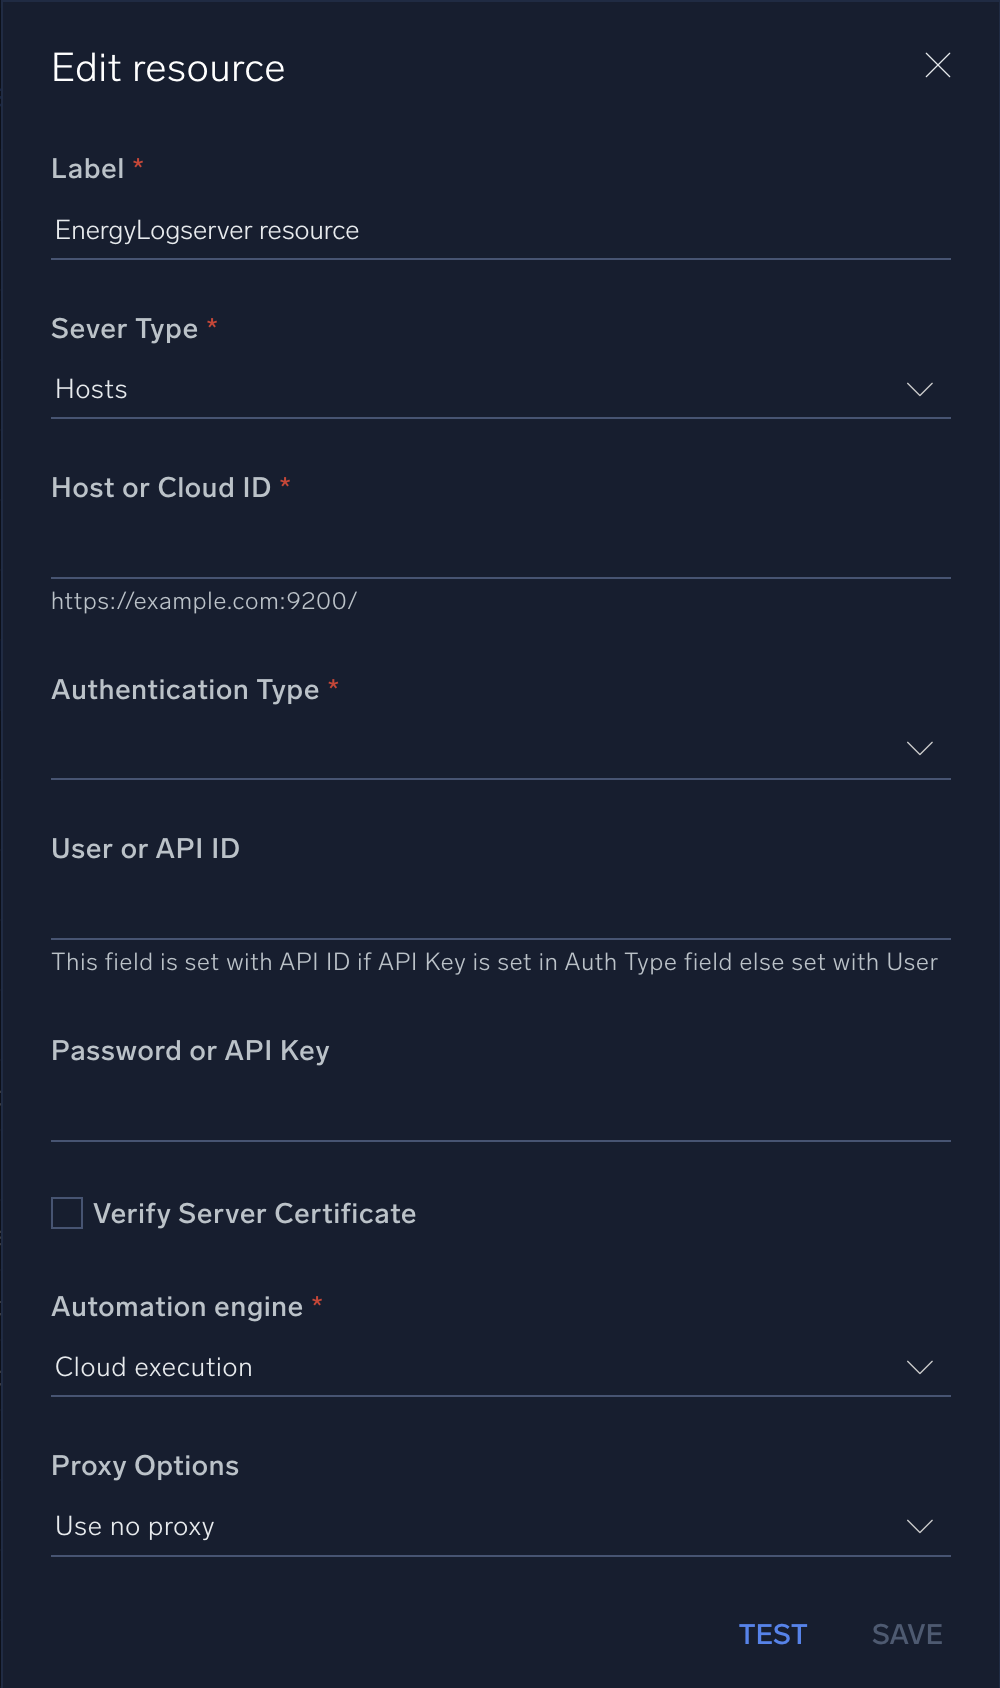 Edit resource
Label *
EnergyLogserver resource
Sever Type *
Hosts
Host or Cloud ID *
https://example.com:9200/
Authentication Type *
User or API ID
This field is set with API ID if API Key is set in Auth Type field else set with User
Password or API Key
Verify Server Certificate
Automation engine *
Cloud execution
Proxy Options
Use no proxy
TEST SAVE